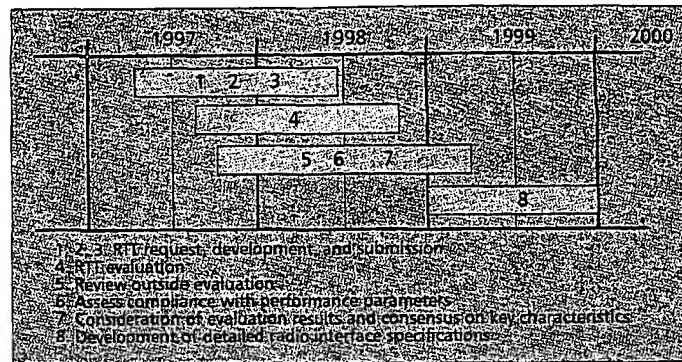 1997 1998 1999 2000
1 2 3
4
5 6 7
8
1, 2, 3: RTT request, development, and submission
4: RTT evaluation
5: Review outside evaluation
6: Assess compliance with performance parameters
7: Consideration of evaluation results and consensus on key characteristics
8: Development of detailed radio interface specifications